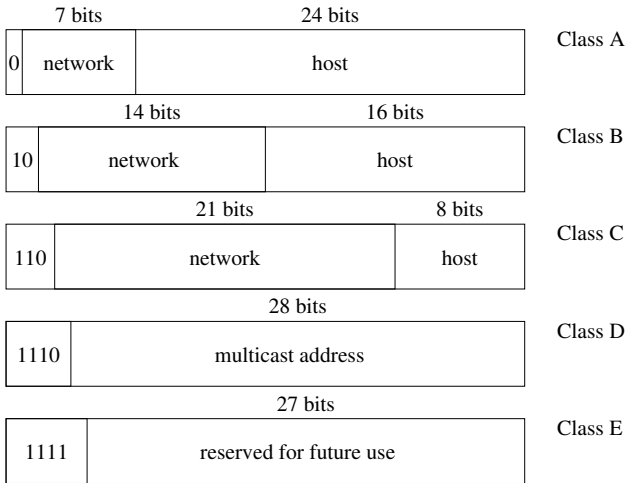 7 bits 24 bits
Class A
0 network host
14 bits 16 bits
Class B
10 network host
21 bits 8 bits
Class C
110 network host
28 bits
Class D
1110 multicast address
27 bits
Class E
1111 reserved for future use